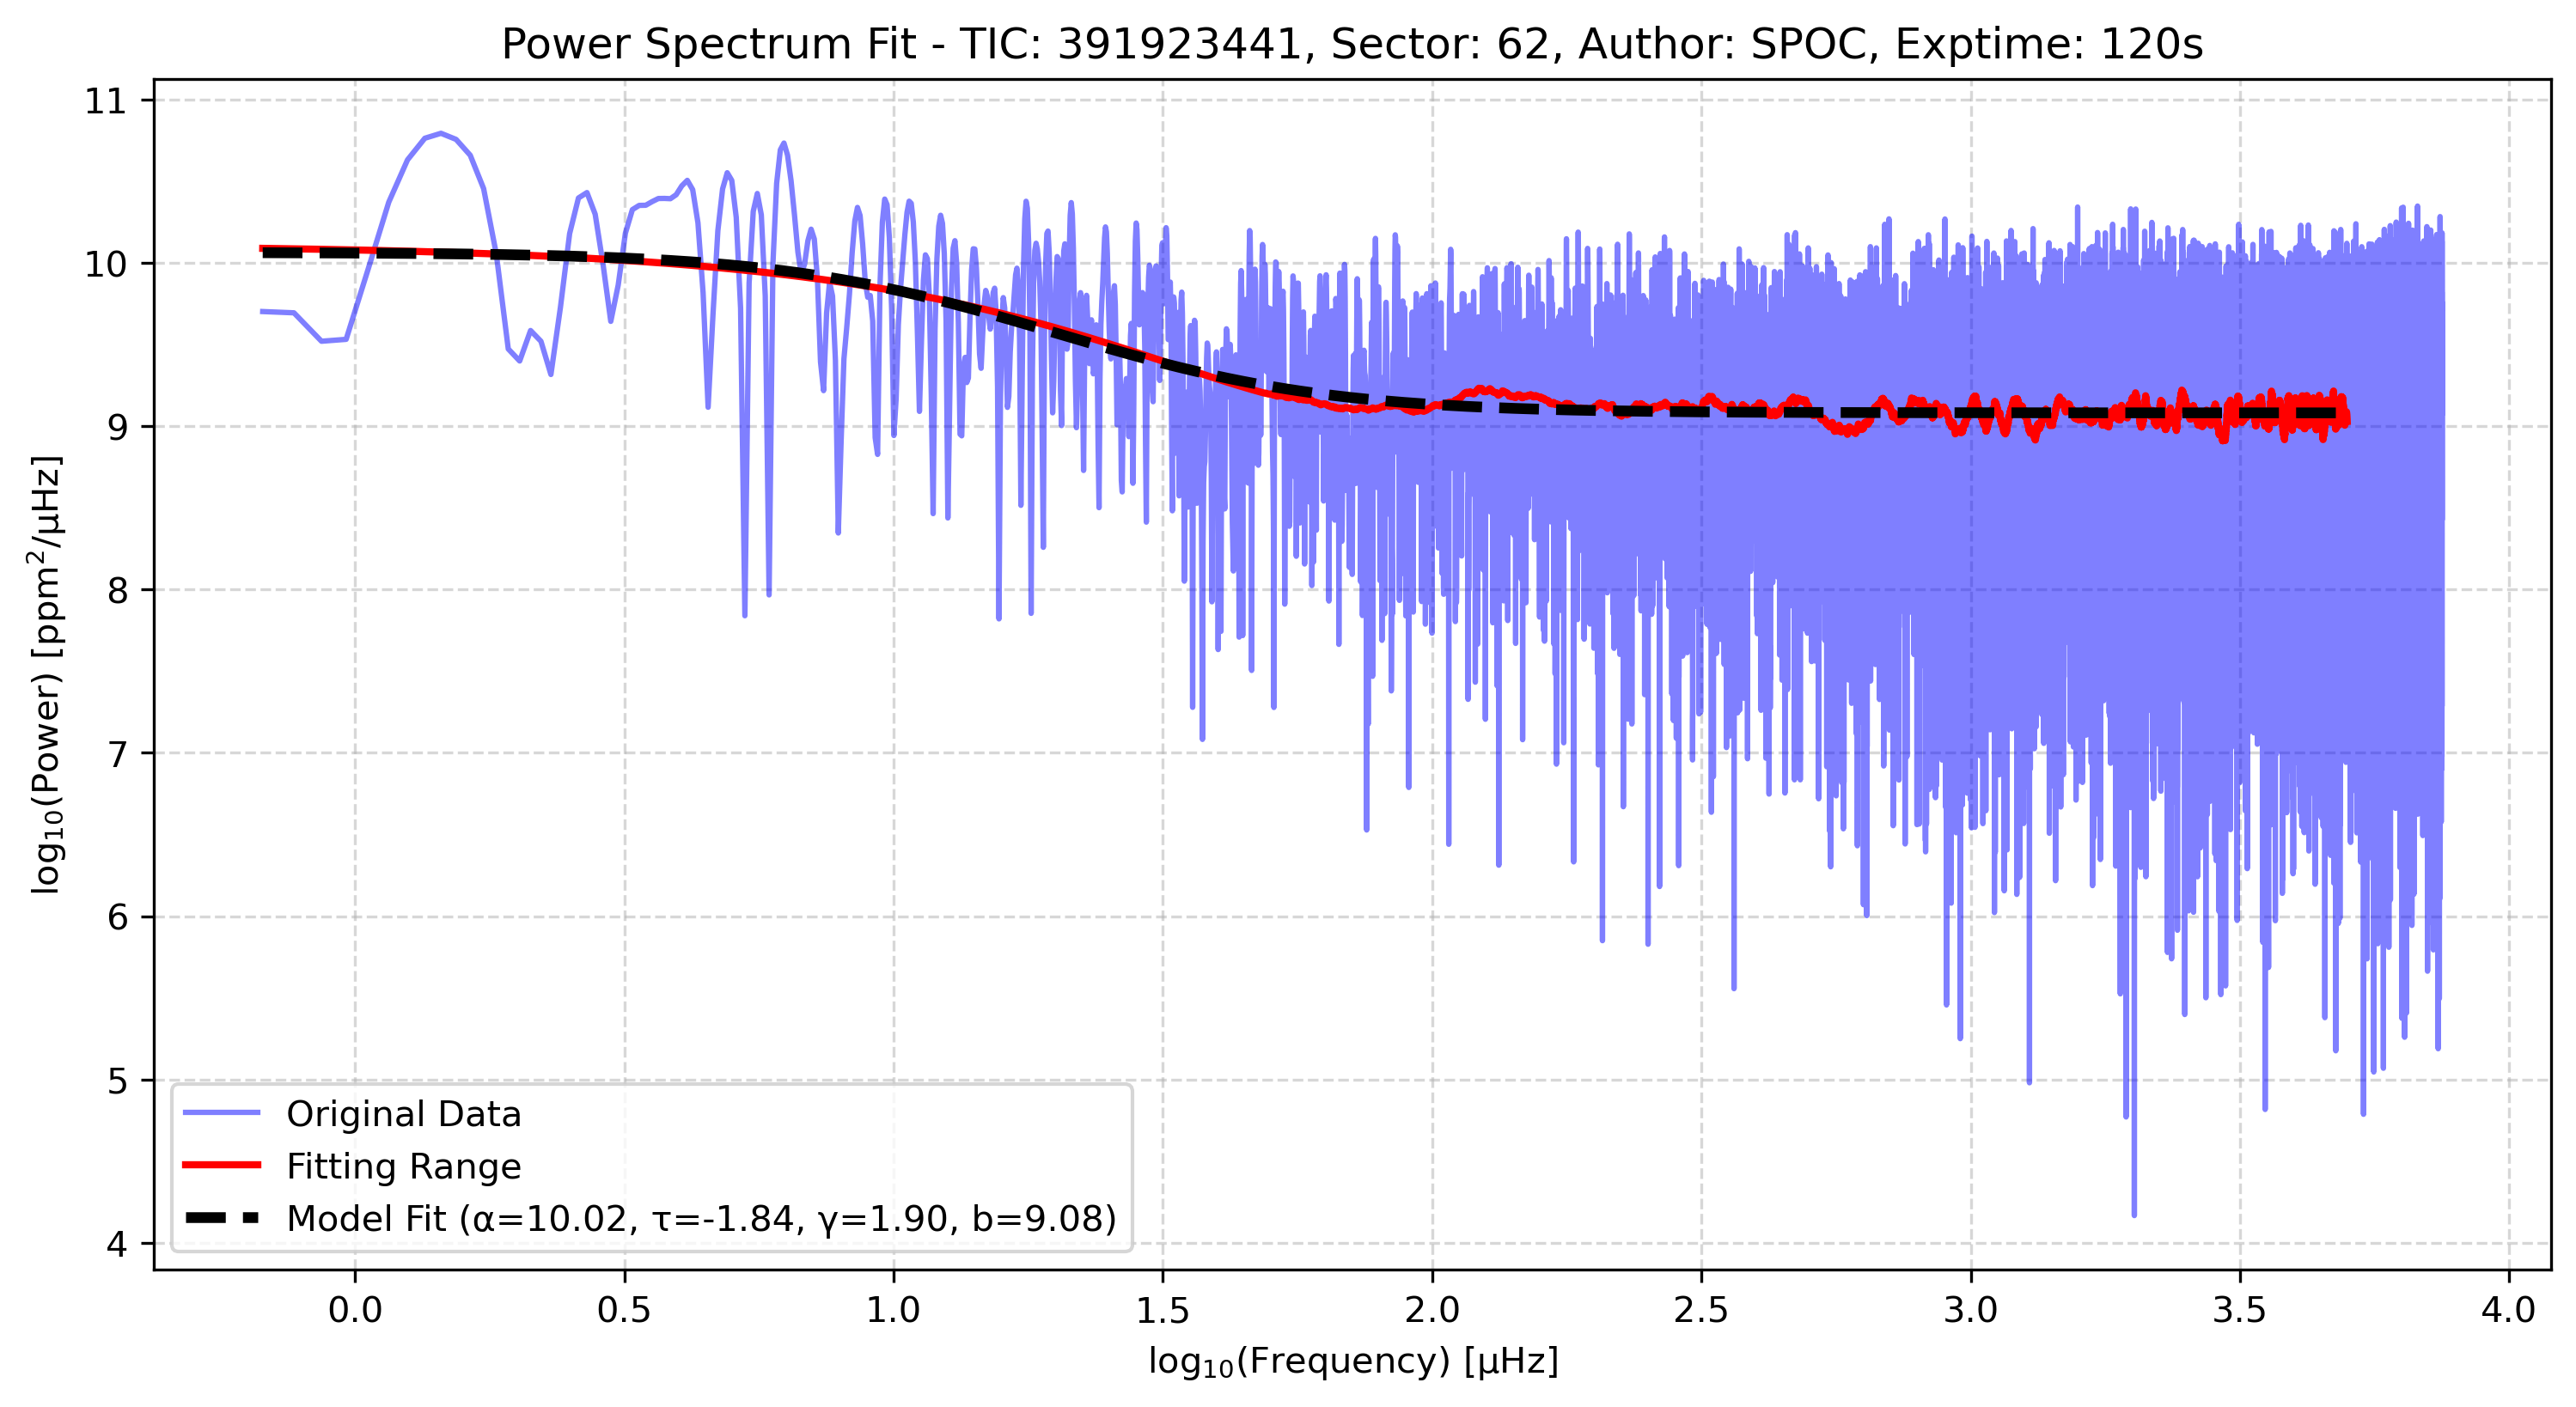 Power Spectrum Fit - TIC: 391923441, Sector: 62, Author: SPOC, Exptime: 120s
log₁₀(Power) [ppm²/μHz]
11
10
9
8
7
6
5
4
Original Data
Fitting Range
Model Fit (α=10.02, τ=-1.84, γ=1.90, b=9.08)
0.0 0.5 1.0 1.5 2.0 2.5 3.0 3.5 4.0
log₁₀(Frequency) [μHz]